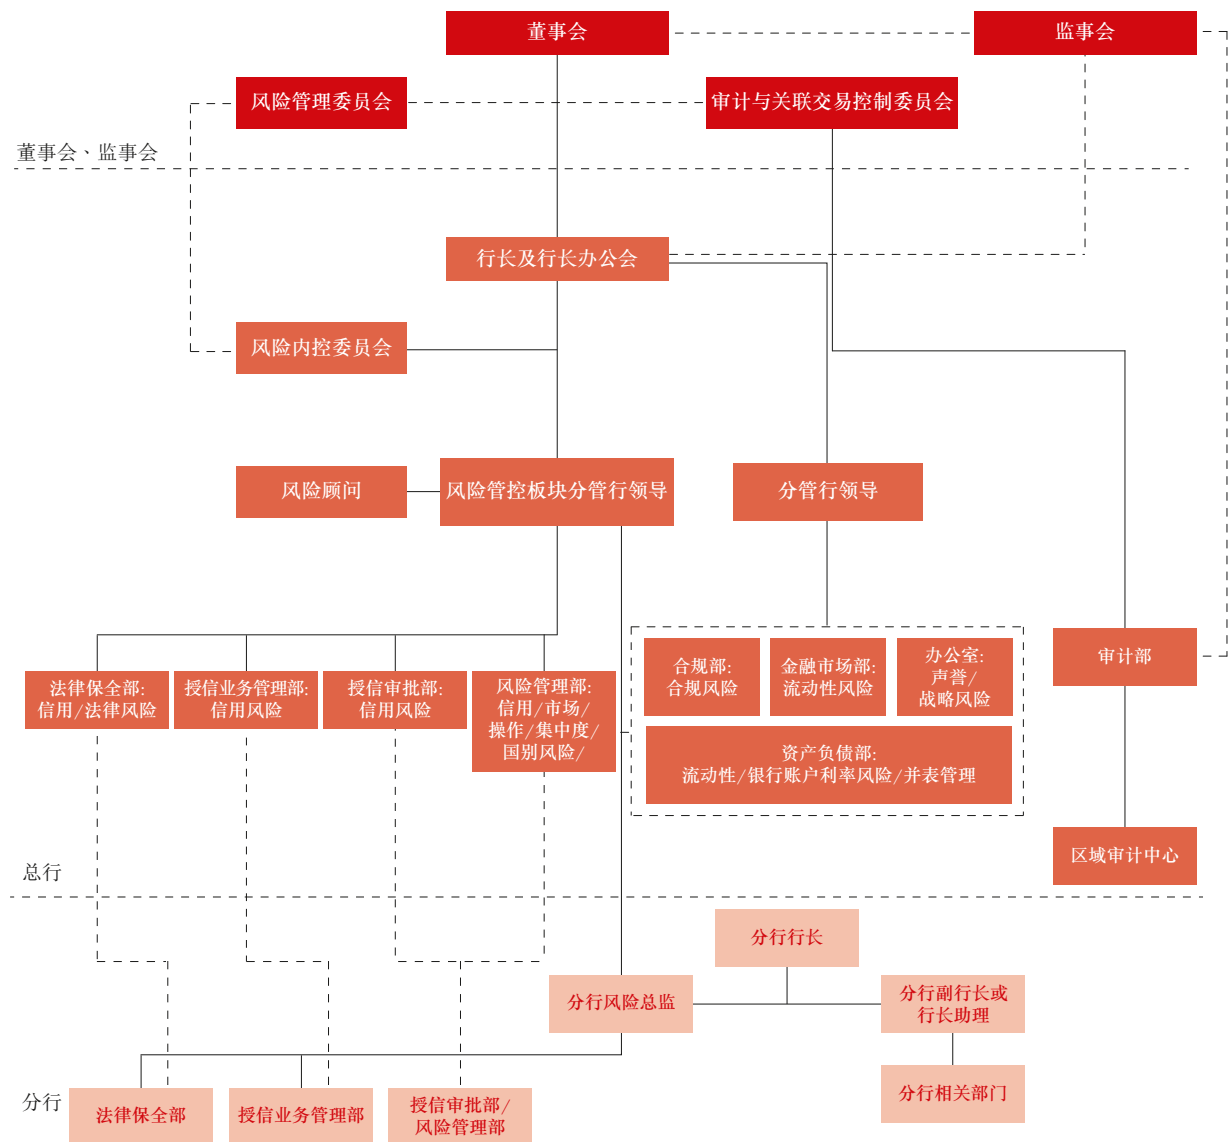 董事会
监事会
风险管理委员会
审计与关联交易控制委员会
董事会、监事会
行长及行长办公会
风险内控委员会
风险顾问
风险管控板块分管行领导
分管行领导
法律保全部:
信用/法律风险
授信业务管理部:
信用风险
授信审批部:
信用风险
风险管理部:
信用/市场/
操作/集中度/
国别风险/
合规部:
合规风险
金融市场部:
流动性风险
办公室:
声誉/
战略风险
资产负债部:
流动性/银行账户利率风险/并表管理
审计部
区域审计中心
总行
分行行长
分行风险总监
分行副行长或
行长助理
分行相关部门
分行
法律保全部
授信业务管理部
授信审批部/
风险管理部